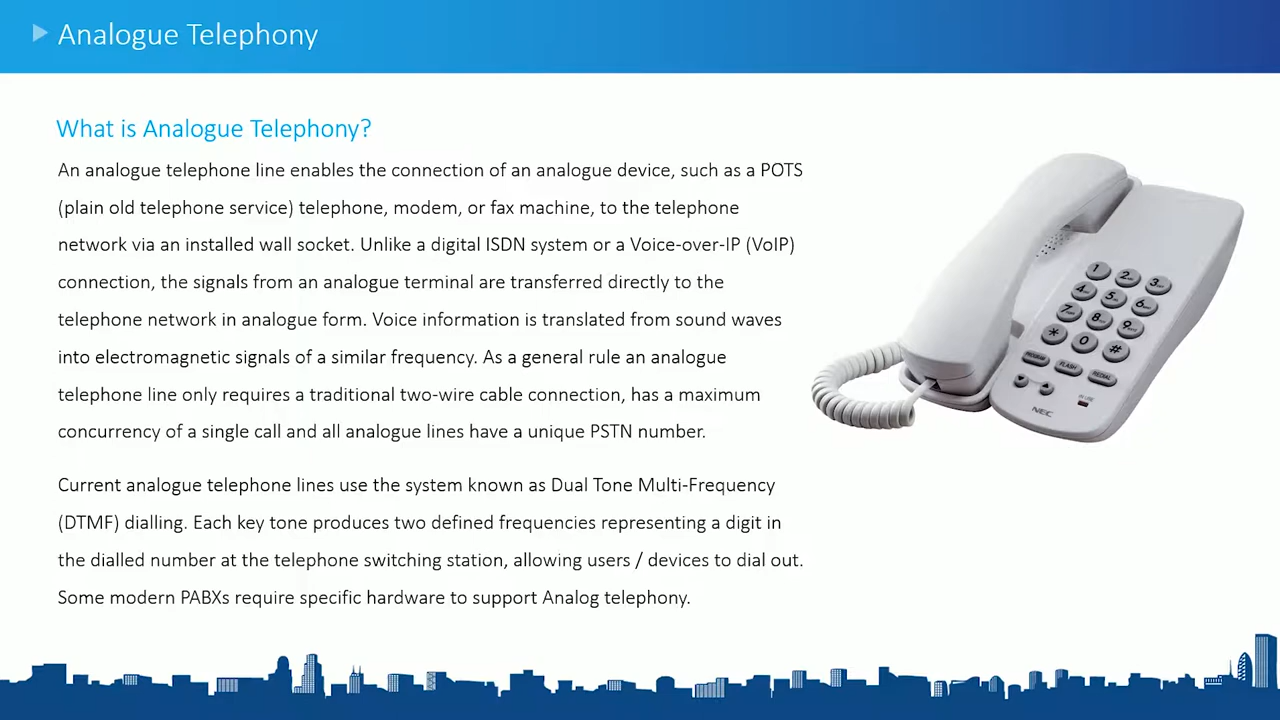 Analogue Telephony
What is Analogue Telephony?
An analogue telephone line enables the connection of an analogue device, such as a POTS
(plain old telephone service) telephone, modem, or fax machine, to the telephone
network via an installed wall socket. Unlike a digital ISDN system or a Voice-over-IP (VoIP)
connection, the signals from an analogue terminal are transferred directly to the
telephone network in analogue form. Voice information is translated from sound waves
into electromagnetic signals of a similar frequency. As a general rule an analogue
telephone line only requires a traditional two-wire cable connection, has a maximum
concurrency of a single call and all analogue lines have a unique PSTN number.
Current analogue telephone lines use the system known as Dual Tone Multi-Frequency
(DTMF) dialling. Each key tone produces two defined frequencies representing a digit in
the dialled number at the telephone switching station, allowing users / devices to dial out.
Some modern PABXs require specific hardware to support Analog telephony.
1 2 3
4 5 6
7 8 9
* 0 #
PROGRAM FLASH REDIAL
IN USE
NEC